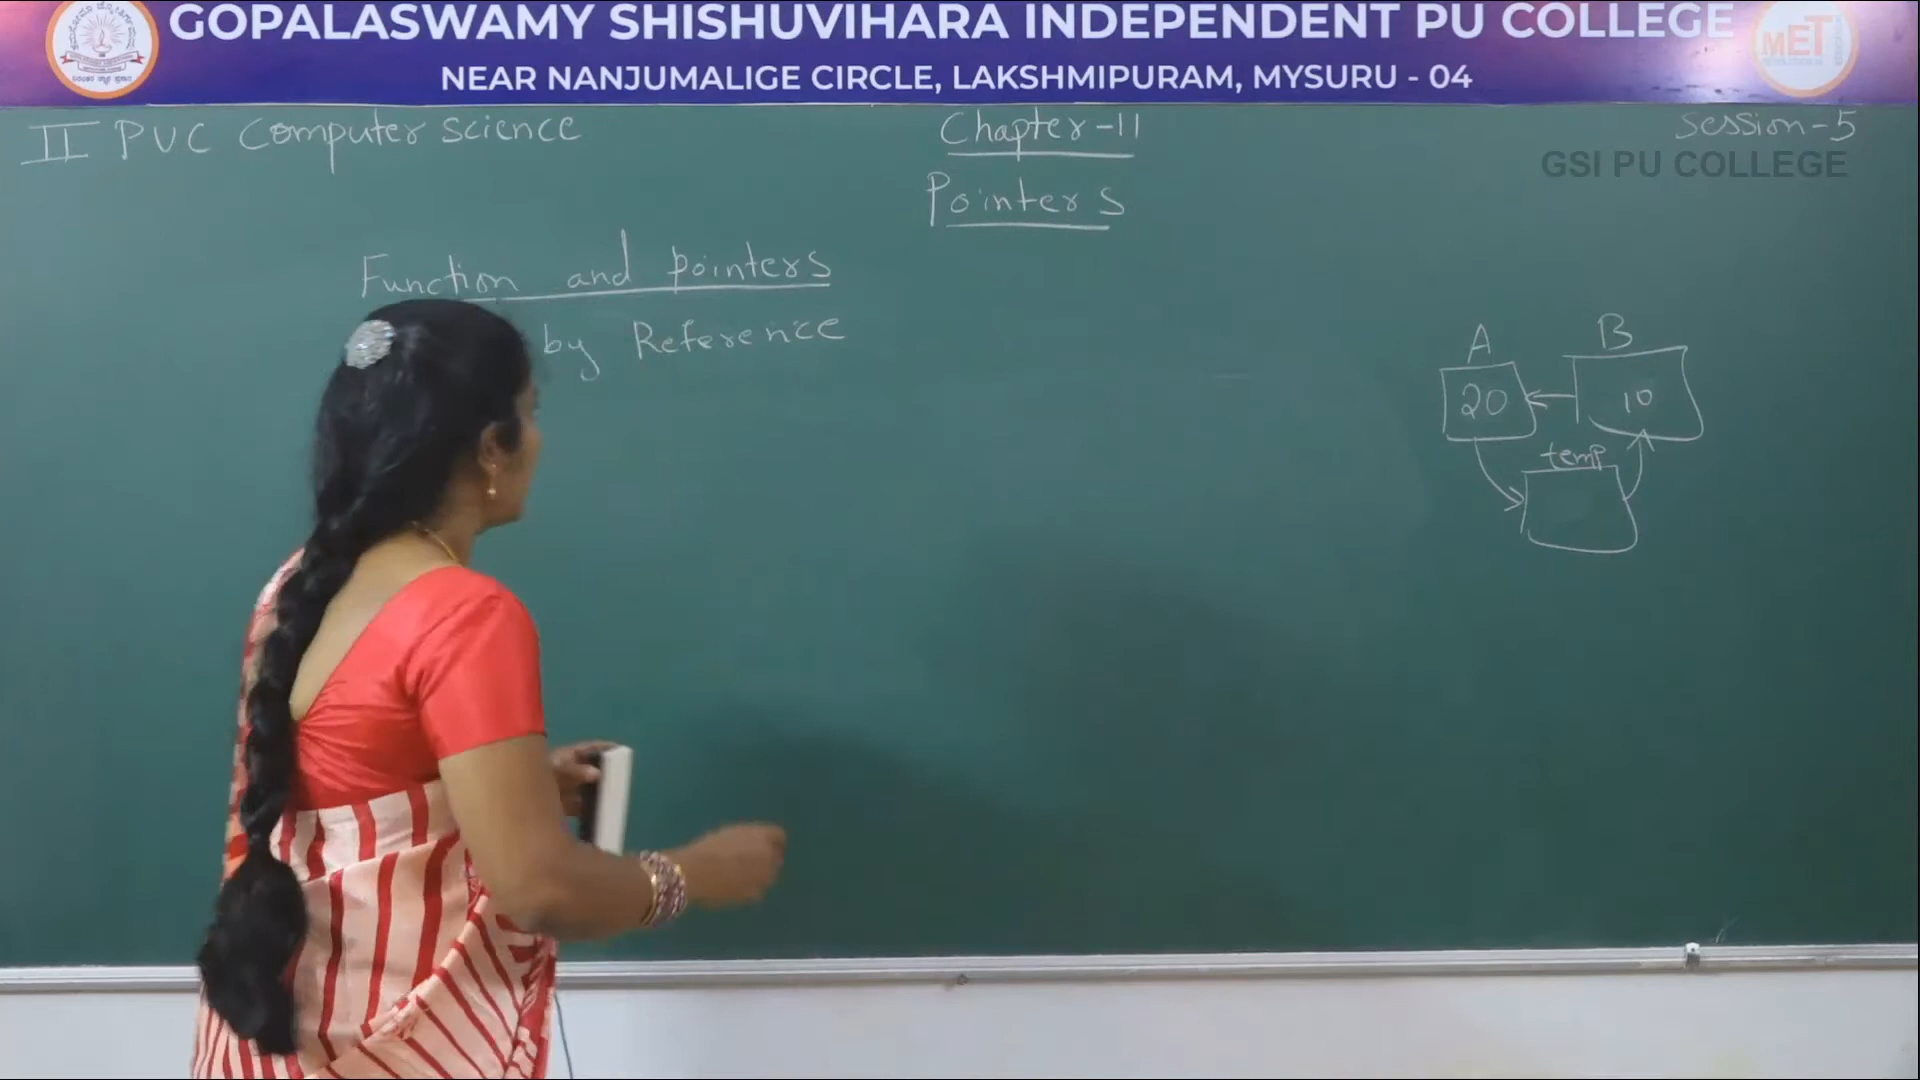 GOPALASWAMY SHISHUVIHARA INDEPENDENT PU COLLEGE
NEAR NANJUMALIGE CIRCLE, LAKSHMIPURAM, MYSURU - 04
MET
II PUC Computer science
Chapter-11
Session-5
GSI PU COLLEGE
Pointers
Function and pointers
by Reference
A B
20 10
temp